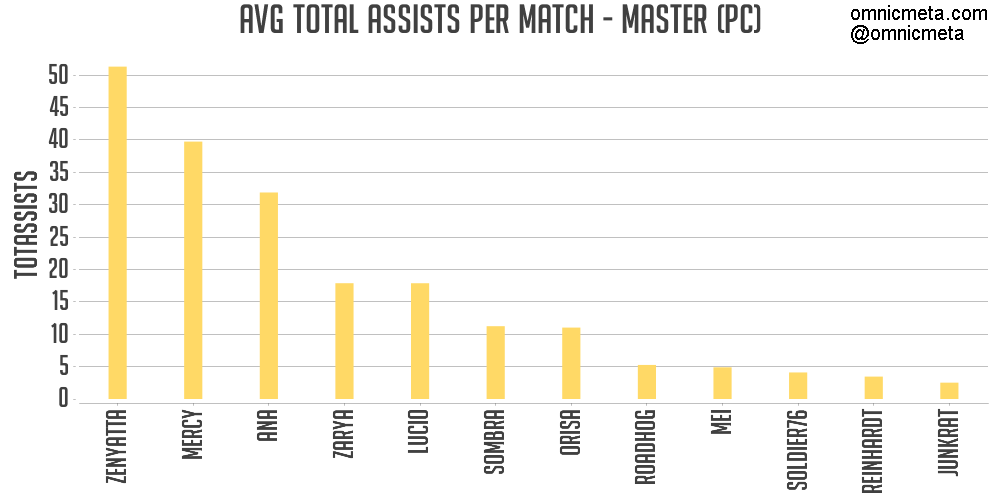 AVG TOTAL ASSISTS PER MATCH - MASTER (PC)
omnicmeta.com
@omnicmeta
TOTASSISTS
50
45
40
35
30
25
20
15
10
5
0
ZENYATTA
MERCY
ANA
ZARYA
LUCIO
SOMBRA
ORISA
ROADHOG
MEI
SOLDIER76
REINHARDT
JUNKRAT